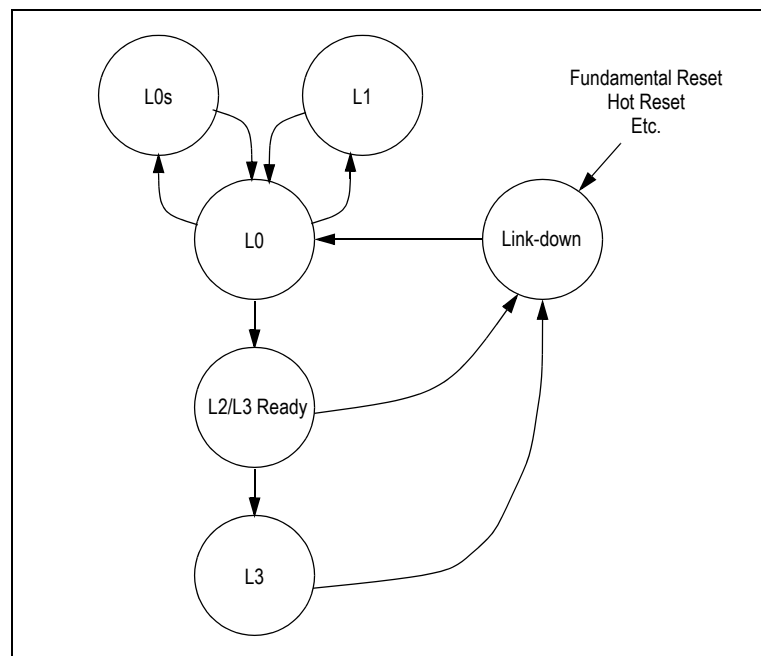 L0s
L1
Fundamental Reset
Hot Reset
Etc.
L0
Link-down
L2/L3 Ready
L3